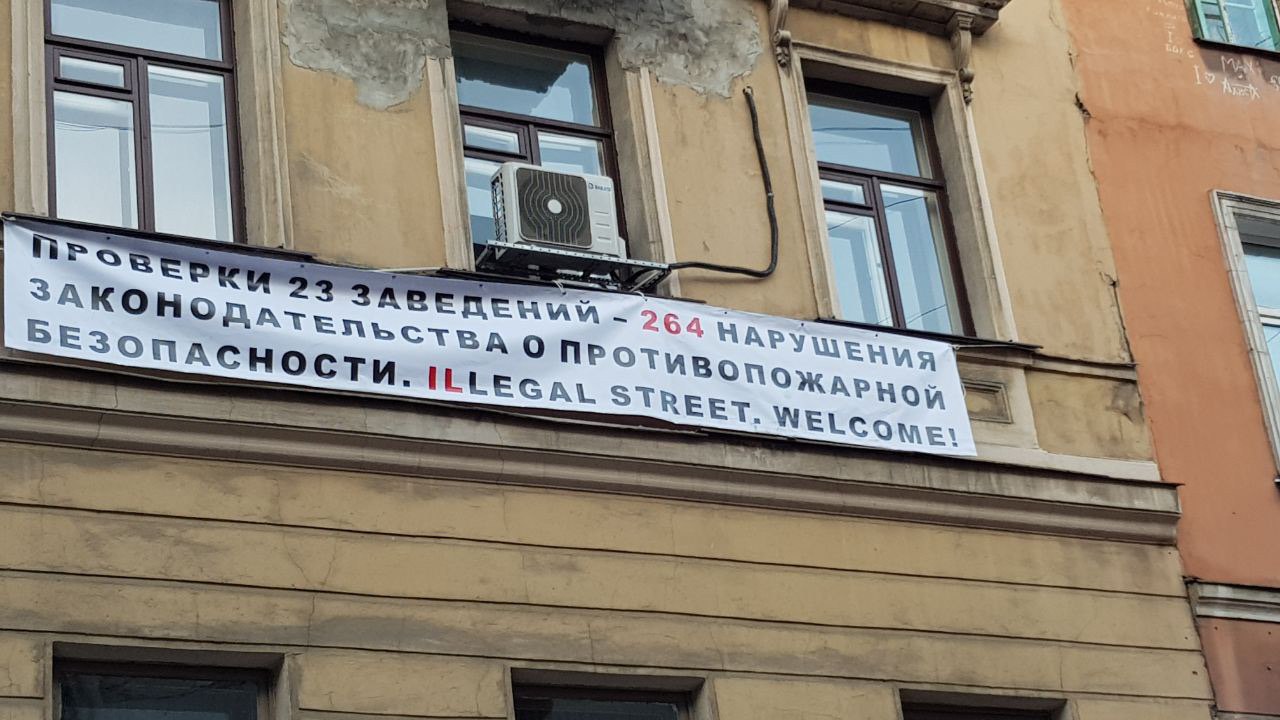 ПРОВЕРКИ 23 ЗАВЕДЕНИЙ – 264 НАРУШЕНИЯ
ЗАКОНОДАТЕЛЬСТВА О ПРОТИВОПОЖАРНОЙ
БЕЗОПАСНОСТИ. ILLEGAL STREET. WELCOME!